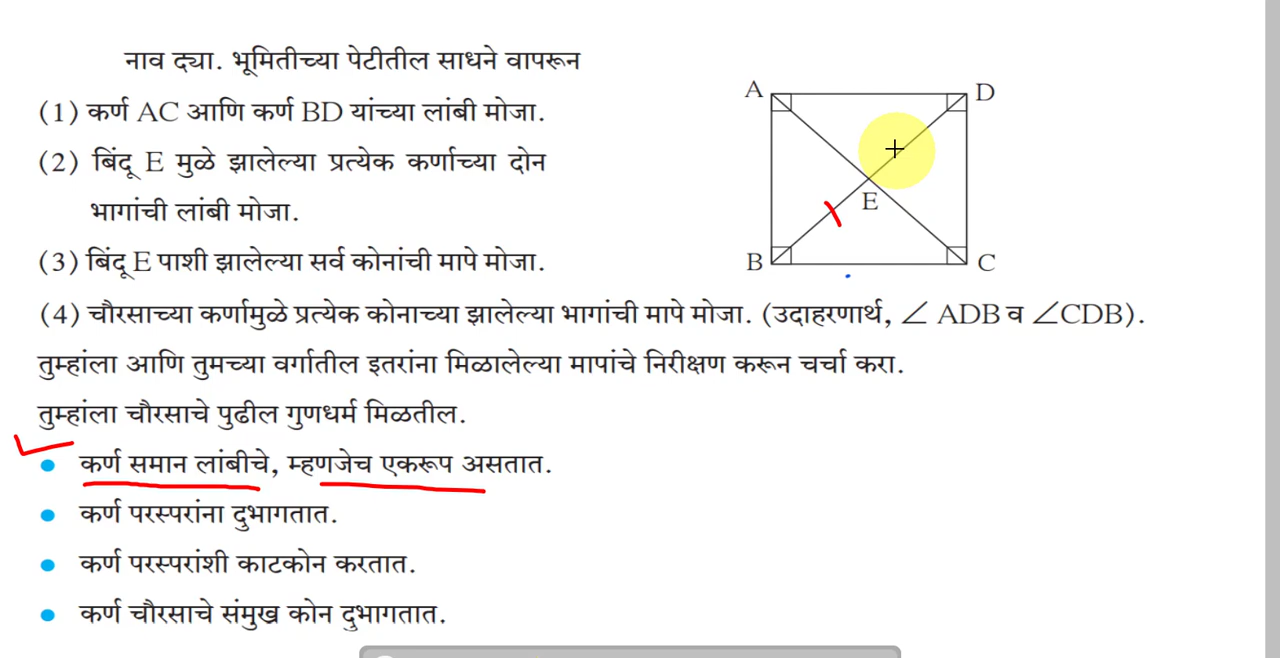 नाव द्या. भूमितीच्या पेटीतील साधने वापरून
(1) कर्ण AC आणि कर्ण BD यांच्या लांबी मोजा.
(2) बिंदू E मुळे झालेल्या प्रत्येक कर्णाच्या दोन
भागांची लांबी मोजा.
(3) बिंदू E पाशी झालेल्या सर्व कोनांची मापे मोजा.
A
D
E
B
C
(4) चौरसाच्या कर्णामुळे प्रत्येक कोनाच्या झालेल्या भागांची मापे मोजा. (उदाहरणार्थ, ∠ ADB व ∠CDB).
तुम्हांला आणि तुमच्या वर्गातील इतरांना मिळालेल्या मापांचे निरीक्षण करून चर्चा करा.
तुम्हांला चौरसाचे पुढील गुणधर्म मिळतील.
• कर्ण समान लांबीचे, म्हणजेच एकरूप असतात.
• कर्ण परस्परांना दुभागतात.
• कर्ण परस्परांशी काटकोन करतात.
• कर्ण चौरसाचे संमुख कोन दुभागतात.